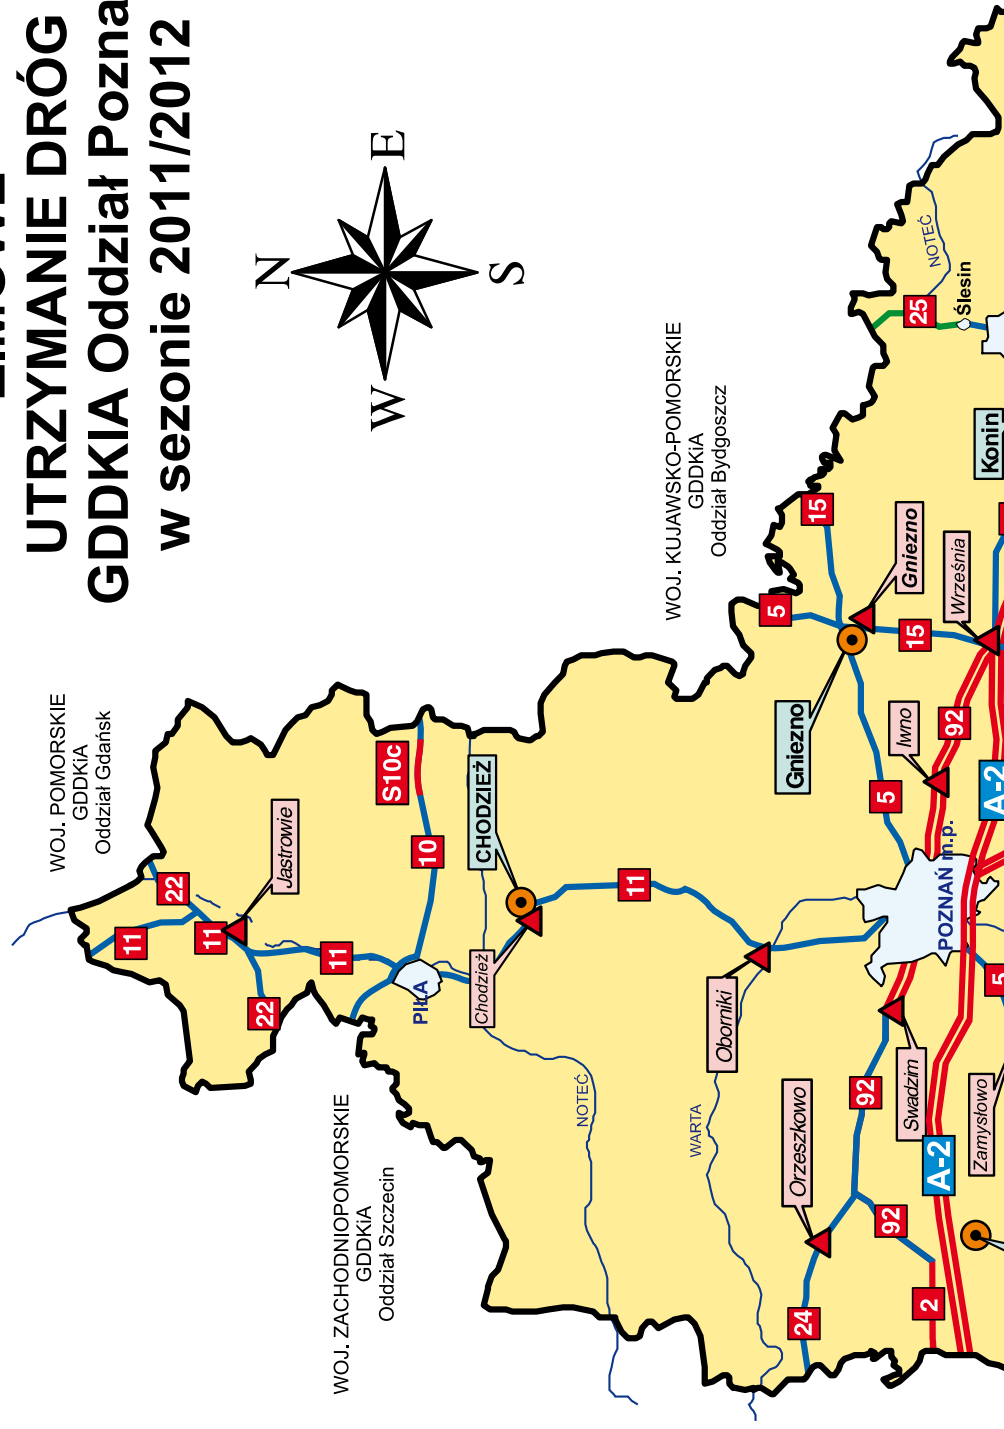 UTRZYMANIE DRÓG
GDDKIA Oddział Pozna
w sezonie 2011/2012
N
E
S
W
WOJ. POMORSKIE
GDDKiA
Oddział Gdańsk
WOJ. KUJAWSKO-POMORSKIE
GDDKiA
Oddział Bydgoszcz
WOJ. ZACHODNIOPOMORSKIE
GDDKiA
Oddział Szczecin
22
11
11
Jastrowie
11
22
S10c
10
PIŁA
CHODZIEŻ
Chodzież
11
NOTEĆ
WARTA
Oborniki
Orzeszkowo
24
92
92
2
Swadzim
A-2
Zamysłowo
5
POZNAŃ m.p.
A-2
5
Iwno
92
Gniezno
Gniezno
5
15
15
Września
Konin
25
Ślesin
NOTEĆ